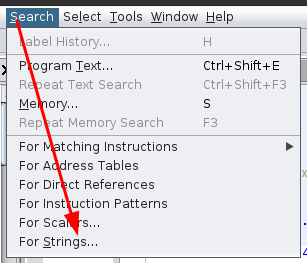 Search Select Tools Window Help
Label History... H
Program Text... Ctrl+Shift+E
Repeat Text Search Ctrl+Shift+F3
Memory... S
Repeat Memory Search F3
For Matching Instructions
For Address Tables
For Direct References
For Instruction Patterns
For Scalars...
For Strings...